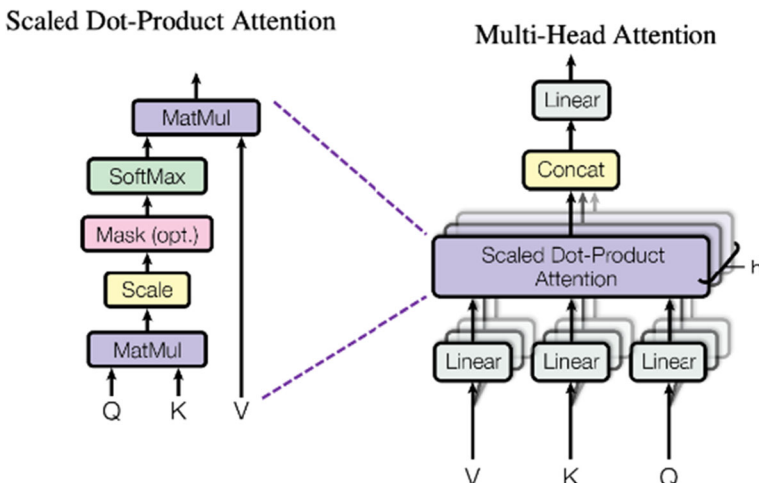 Scaled Dot-Product Attention
MatMul
SoftMax
Mask (opt.)
Scale
MatMul
Q K V
Multi-Head Attention
Linear
Concat
Scaled Dot-Product
Attention
h
Linear Linear Linear
V K Q